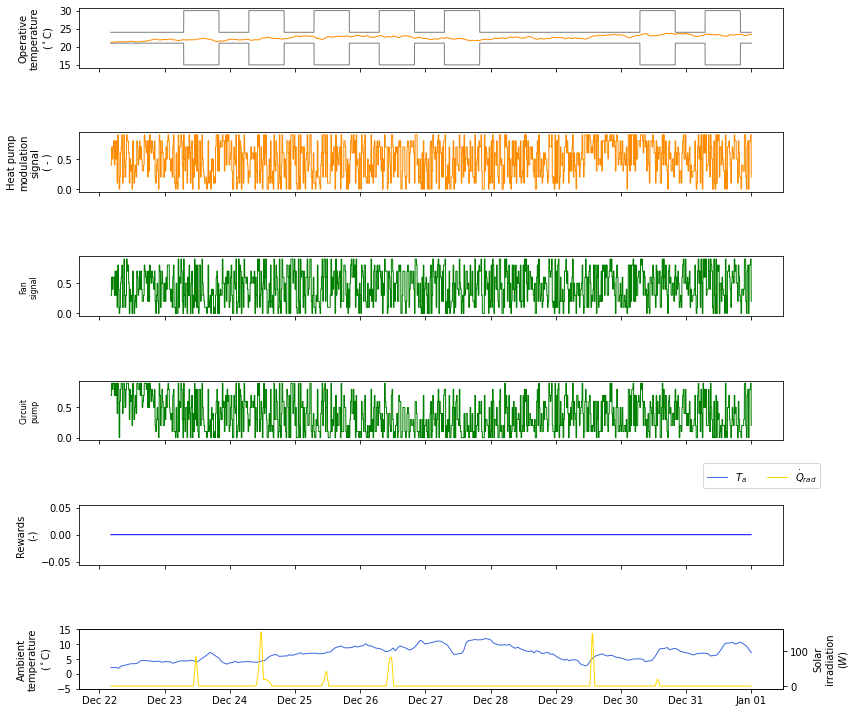 Operative
temperature
(°C)
30
25
20
15
Heat pump
modulation
signal
( - )
0.5
0.0
Fan
signal
0.5
0.0
Circuit
pump
0.5
0.0
T_a
Q̇_rad
Rewards
(-)
0.05
0.00
−0.05
Ambient
temperature
(°C)
15
10
5
0
−5
100
0
Solar
irradiation
(W)
Dec 22 Dec 23 Dec 24 Dec 25 Dec 26 Dec 27 Dec 28 Dec 29 Dec 30 Dec 31 Jan 01